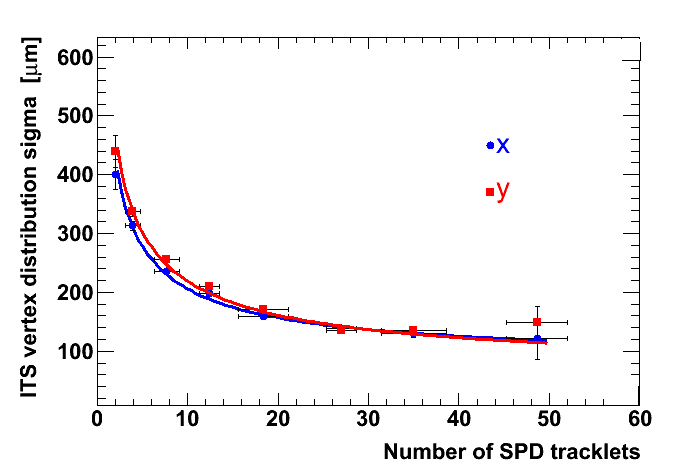 ITS vertex distribution sigma [μm]
600
500
400
300
200
100
x
y
0 10 20 30 40 50 60
Number of SPD tracklets